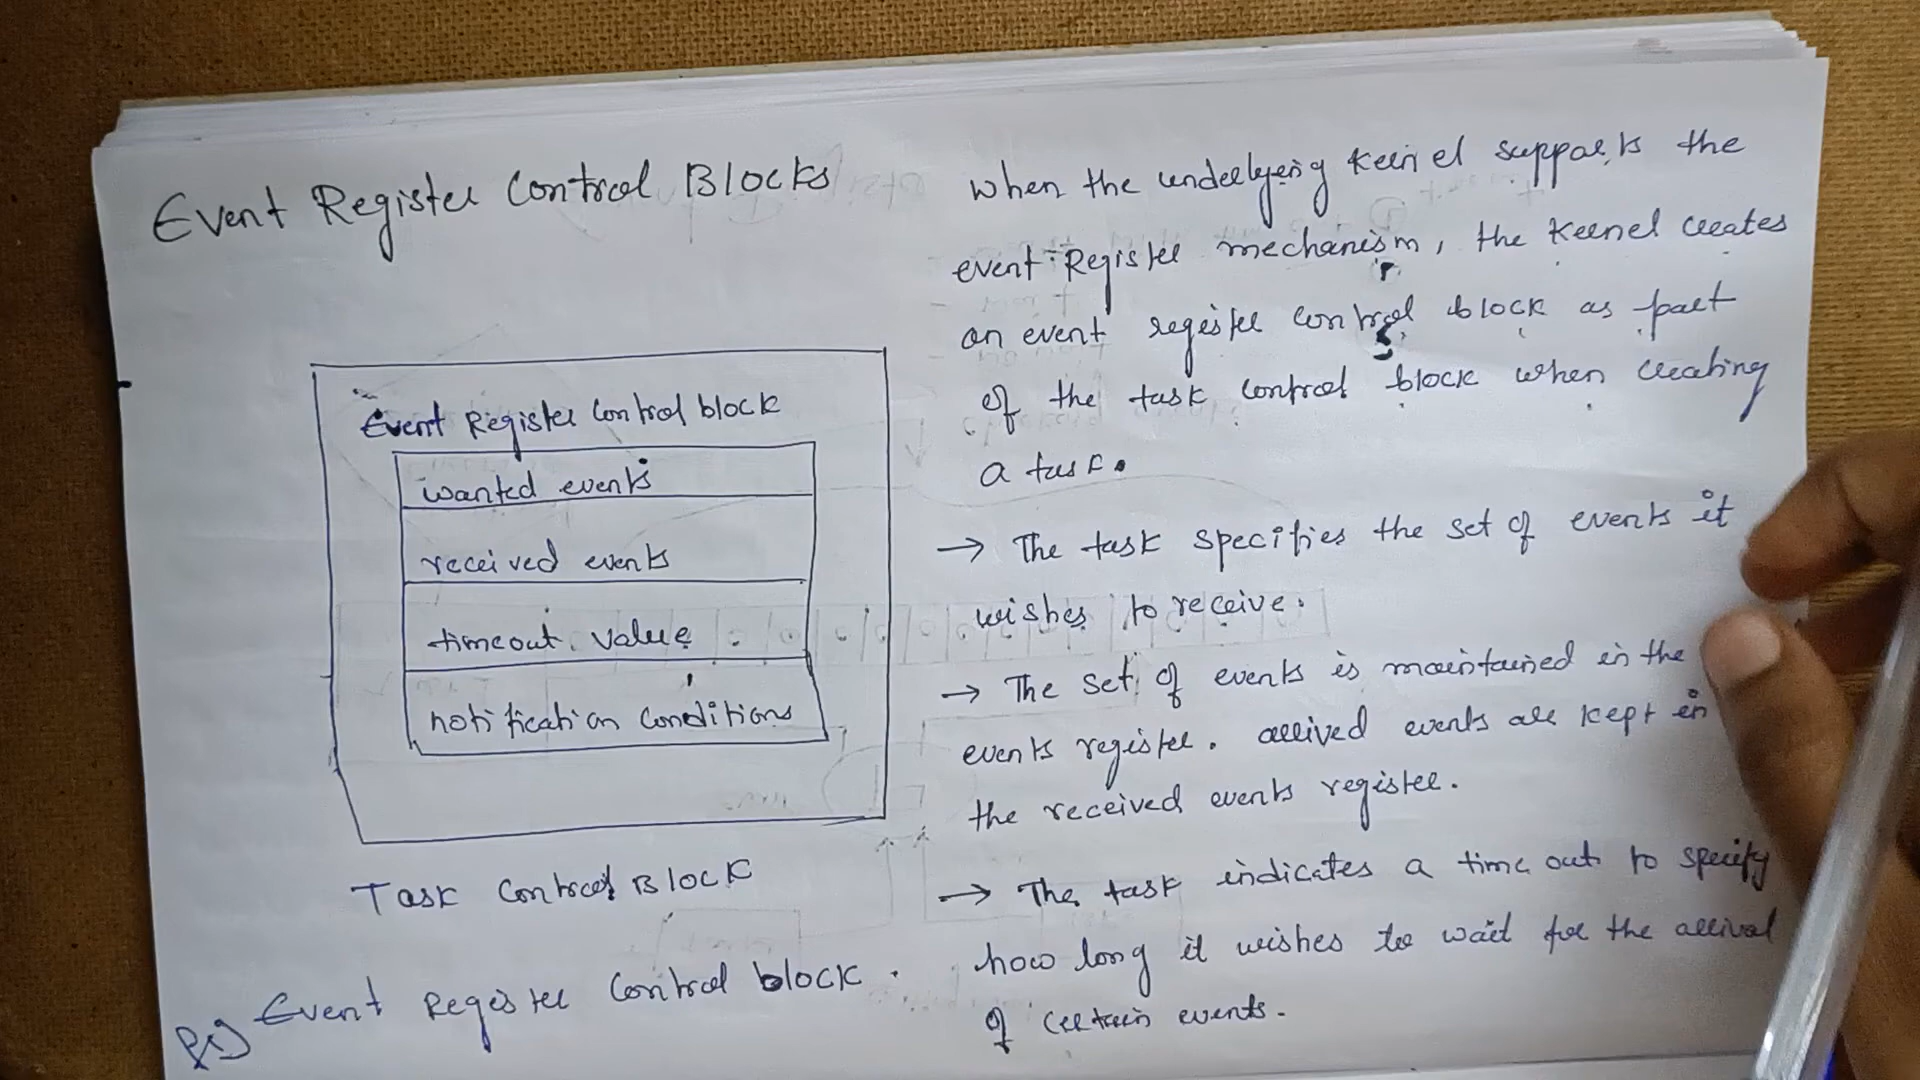 Event Register Control Blocks
Event Register Control block
wanted events
received events
timeout value
notification conditions
Task Control Block
Fig) Event Register Control block.
when the underlying Kernel supports the
event Register mechanism, the Kernel creates
an event register control block as part
of the task control block when creating
a task.
→ The task specifies the set of events it
wishes to receive.
→ The set of events is maintained in the
events register. arrived events are kept in
the received events register.
→ The task indicates a time out to specify
how long it wishes to wait for the arrival
of certain events.